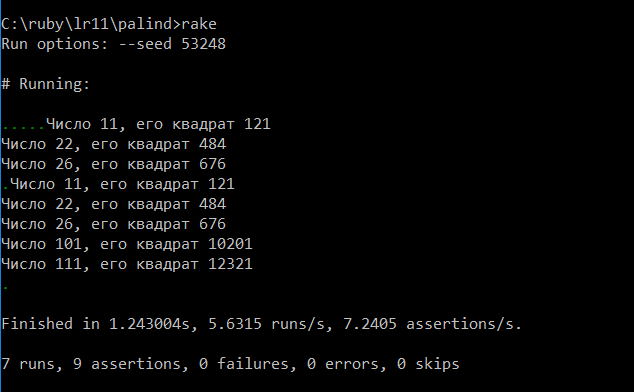 C:\ruby\lr11\palind>rake
Run options: --seed 53248
# Running:
.....Число 11, его квадрат 121
Число 22, его квадрат 484
Число 26, его квадрат 676
.Число 11, его квадрат 121
Число 22, его квадрат 484
Число 26, его квадрат 676
Число 101, его квадрат 10201
Число 111, его квадрат 12321
.
Finished in 1.243004s, 5.6315 runs/s, 7.2405 assertions/s.
7 runs, 9 assertions, 0 failures, 0 errors, 0 skips